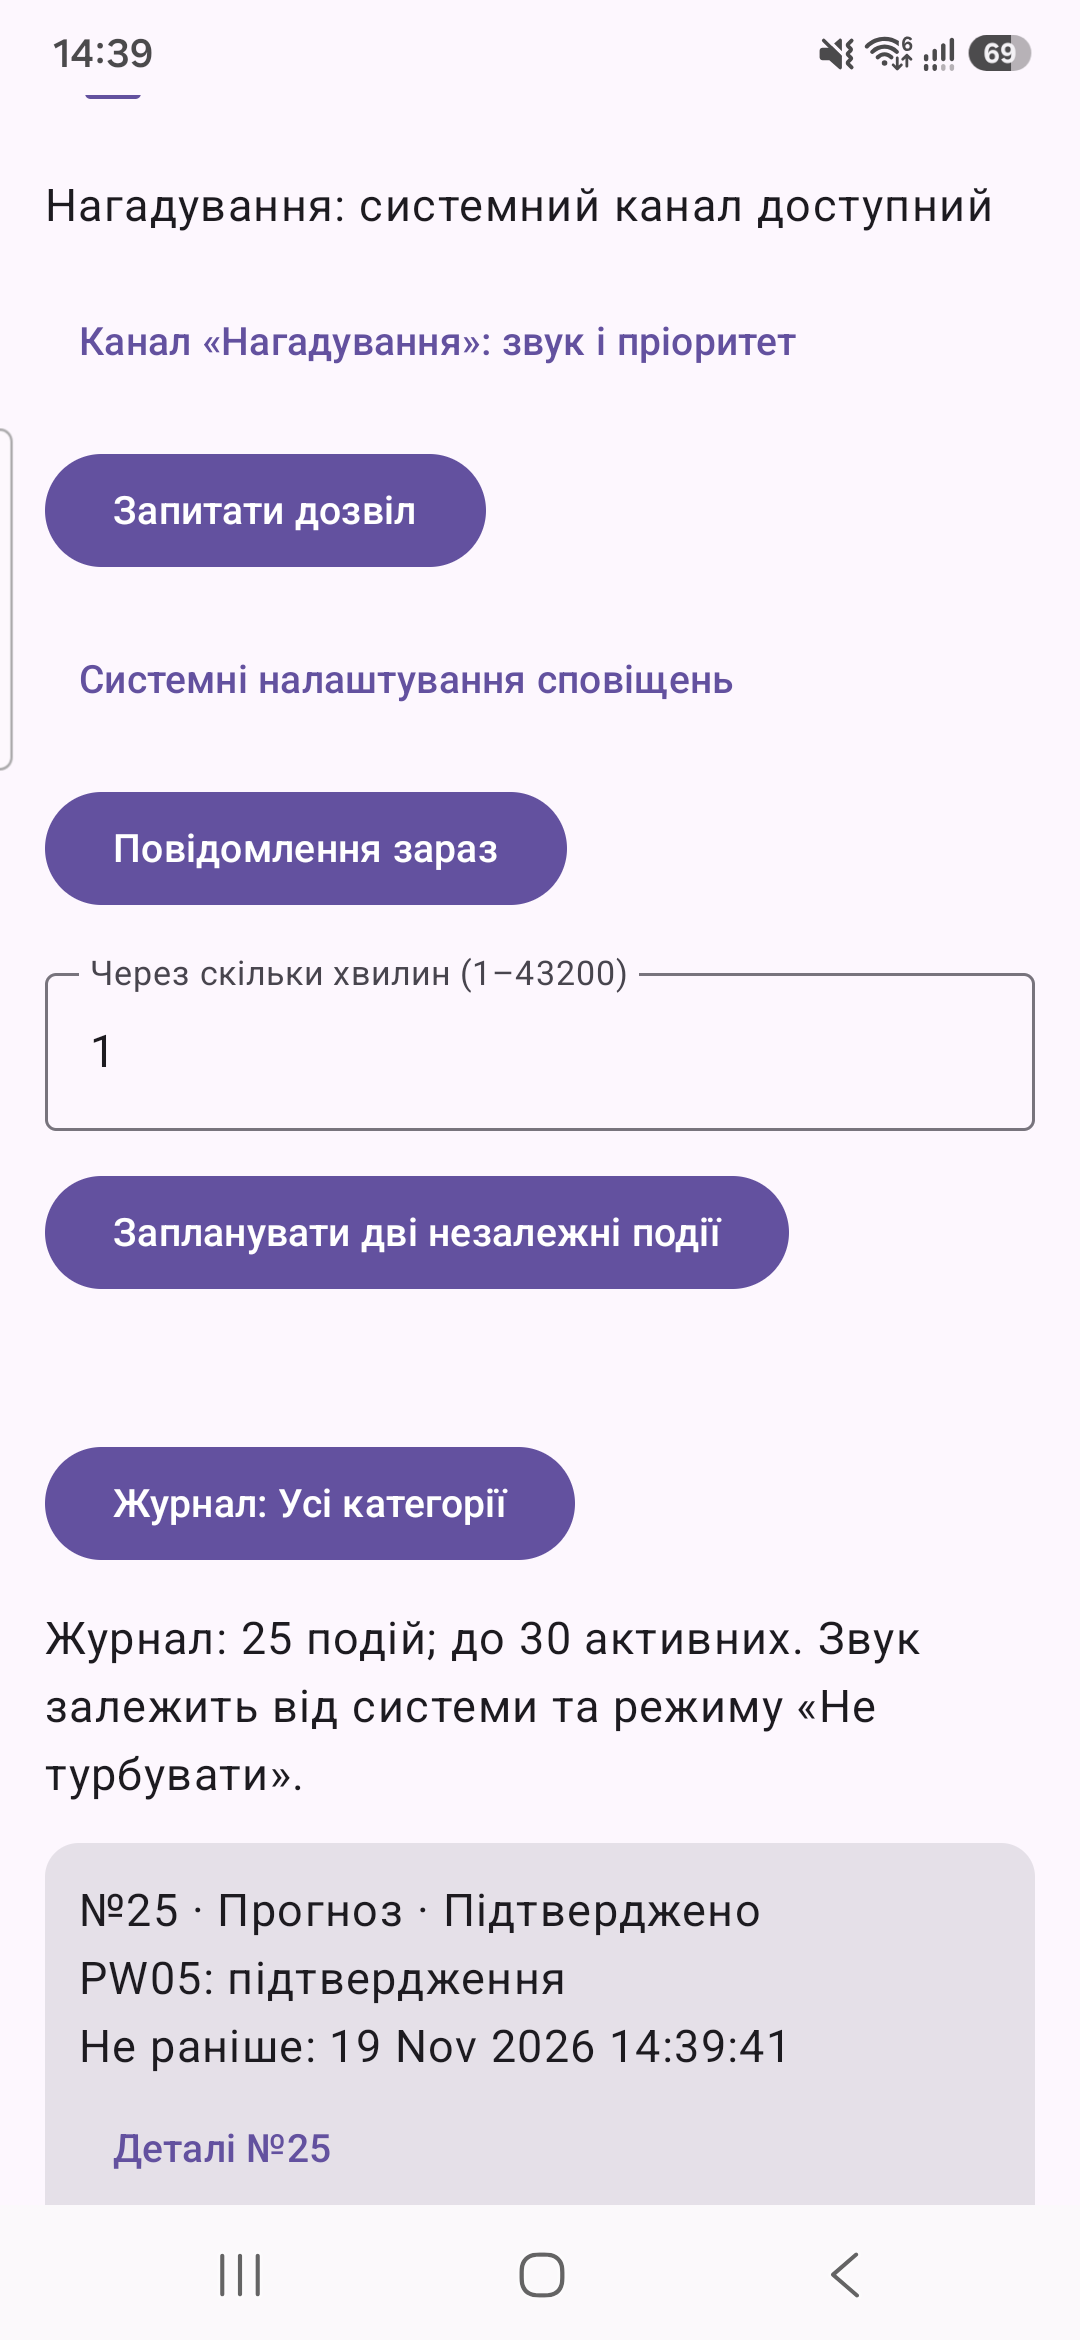 14:39
6
69
Нагадування: системний канал доступний
Канал «Нагадування»: звук і пріоритет
Запитати дозвіл
Системні налаштування сповіщень
Повідомлення зараз
Через скільки хвилин (1–43200)
1
Запланувати дві незалежні події
Журнал: Усі категорії
Журнал: 25 подій; до 30 активних. Звук
залежить від системи та режиму «Не
турбувати».
№25 · Прогноз · Підтверджено
PW05: підтвердження
Не раніше: 19 Nov 2026 14:39:41
Деталі №25